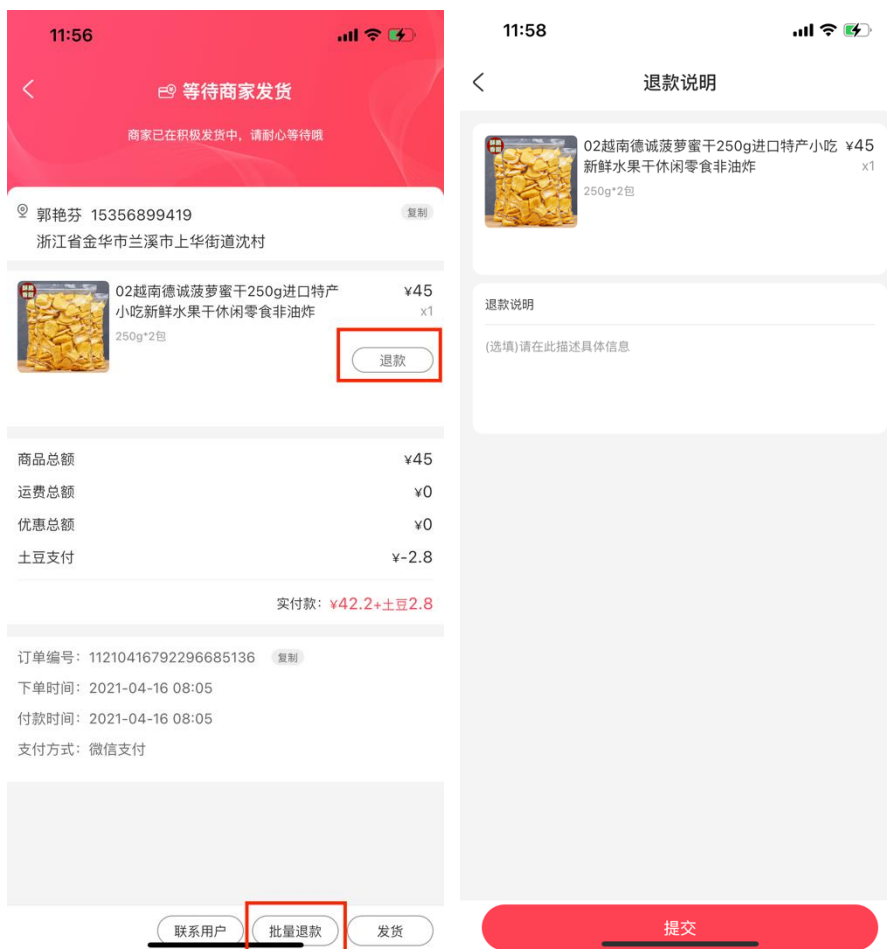 11:56
等待商家发货
商家已在积极发货中，请耐心等待哦
郭艳芬 15356899419
复制
浙江省金华市兰溪市上华街道沈村
02越南德诚菠萝蜜干250g进口特产
¥45
小吃新鲜水果干休闲零食非油炸
x1
250g*2包
退款
商品总额
¥45
运费总额
¥0
优惠总额
¥0
土豆支付
¥-2.8
实付款：¥42.2+土豆2.8
订单编号：11210416792296685136
复制
下单时间：2021-04-16 08:05
付款时间：2021-04-16 08:05
支付方式：微信支付
联系用户
批量退款
发货
11:58
退款说明
02越南德诚菠萝蜜干250g进口特产小吃
¥45
新鲜水果干休闲零食非油炸
x1
250g*2包
退款说明
(选填)请在此描述具体信息
提交